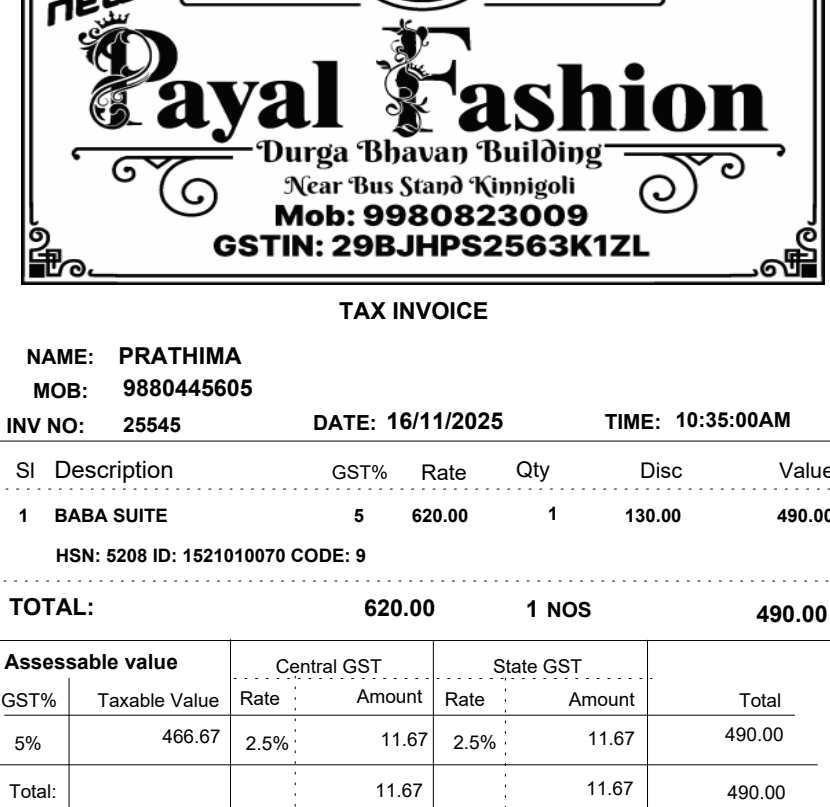 new
Payal Fashion
Durga Bhavan Building
Near Bus Stand Kinnigoli
Mob: 9980823009
GSTIN: 29BJHPS2563K1ZL
TAX INVOICE
NAME: PRATHIMA
MOB: 9880445605
INV NO: 25545 DATE: 16/11/2025 TIME: 10:35:00AM
Sl Description GST% Rate Qty Disc Value
1 BABA SUITE 5 620.00 1 130.00 490.00
HSN: 5208 ID: 1521010070 CODE: 9
TOTAL: 620.00 1 NOS 490.00
Assessable value Central GST State GST
GST% Taxable Value Rate Amount Rate Amount Total
5% 466.67 2.5% 11.67 2.5% 11.67 490.00
Total: 11.67 11.67 490.00